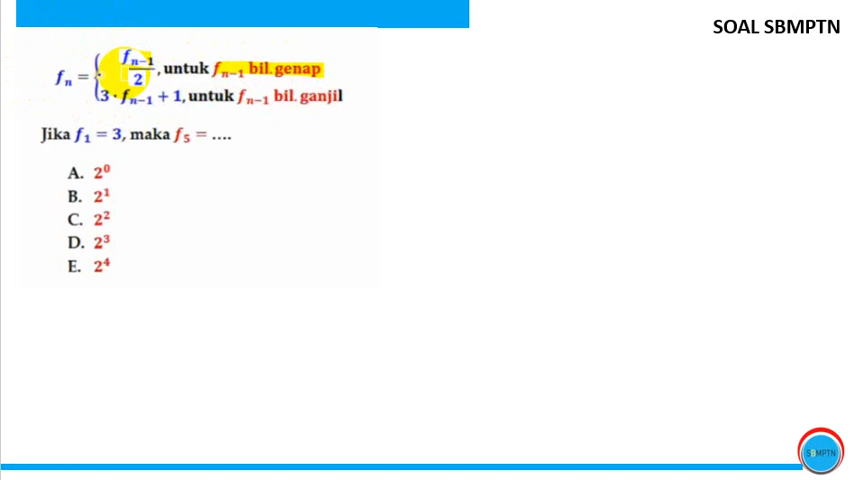 SOAL SBMPTN
fₙ = { fₙ₋₁/2, untuk fₙ₋₁ bil. genap
3 · fₙ₋₁ + 1, untuk fₙ₋₁ bil. ganjil
Jika f₁ = 3, maka f₅ = ....
A. 2⁰
B. 2¹
C. 2²
D. 2³
E. 2⁴
SBMPTN